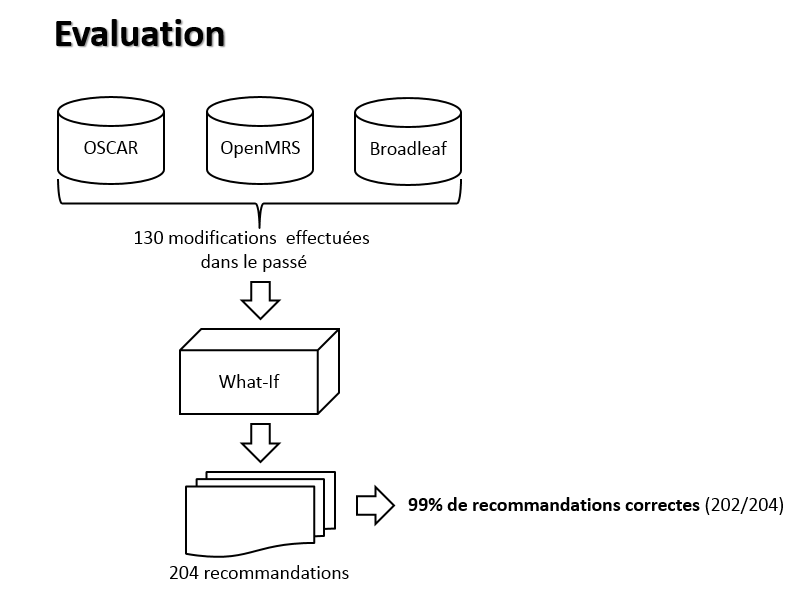 Evaluation
OSCAR
OpenMRS
Broadleaf
130 modifications effectuées
dans le passé
What-If
99% de recommandations correctes (202/204)
204 recommandations